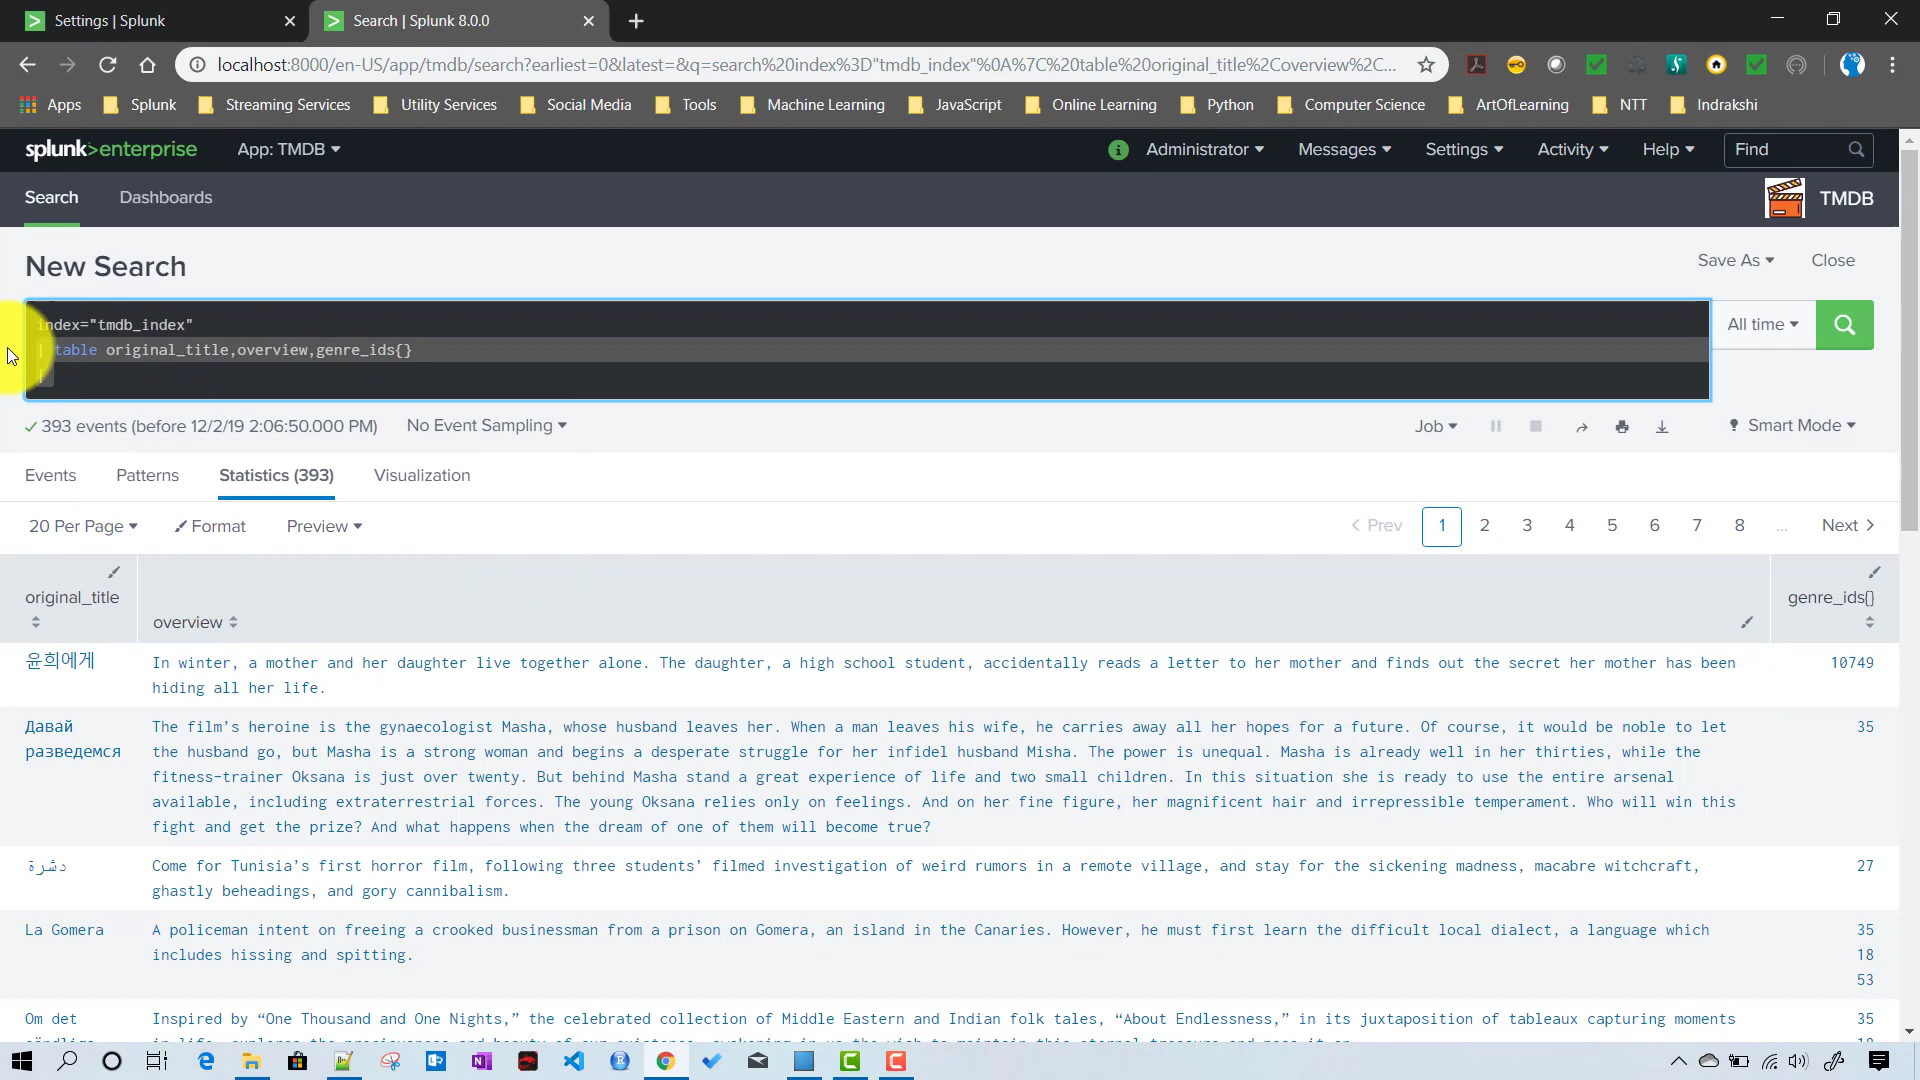 Settings | Splunk
Search | Splunk 8.0.0
localhost:8000/en-US/app/tmdb/search?earliest=0&latest=&q=search%20index%3D"tmdb_index"%0A%7C%20table%20original_title%2Coverview%2C...
Apps Splunk Streaming Services Utility Services Social Media Tools Machine Learning JavaScript Online Learning Python Computer Science ArtOfLearning NTT Indrakshi
splunk>enterprise App: TMDB Administrator Messages Settings Activity Help Find
Search Dashboards TMDB
New Search Save As Close
index="tmdb_index" All time
| table original_title,overview,genre_ids{}
|
393 events (before 12/2/19 2:06:50.000 PM) No Event Sampling Job Smart Mode
Events Patterns Statistics (393) Visualization
20 Per Page Format Preview < Prev 1 2 3 4 5 6 7 8 ... Next >
original_title overview genre_ids{}
윤희에게 In winter, a mother and her daughter live together alone. The daughter, a high school student, accidentally reads a letter to her mother and finds out the secret her mother has been 10749
hiding all her life.
Давай The film’s heroine is the gynaecologist Masha, whose husband leaves her. When a man leaves his wife, he carries away all her hopes for a future. Of course, it would be noble to let 35
разведемся the husband go, but Masha is a strong woman and begins a desperate struggle for her infidel husband Misha. The power is unequal. Masha is already well in her thirties, while the
fitness-trainer Oksana is just over twenty. But behind Masha stand a great experience of life and two small children. In this situation she is ready to use the entire arsenal
available, including extraterrestrial forces. The young Oksana relies only on feelings. And on her fine figure, her magnificent hair and irrepressible temperament. Who will win this
fight and get the prize? And what happens when the dream of one of them will become true?
دشرة Come for Tunisia’s first horror film, following three students’ filmed investigation of weird rumors in a remote village, and stay for the sickening madness, macabre witchcraft, 27
ghastly beheadings, and gory cannibalism.
La Gomera A policeman intent on freeing a crooked businessman from a prison on Gomera, an island in the Canaries. However, he must first learn the difficult local dialect, a language which 35
includes hissing and spitting. 18
53
Om det Inspired by “One Thousand and One Nights,” the celebrated collection of Middle Eastern and Indian folk tales, “About Endlessness,” in its juxtaposition of tableaux capturing moments 35